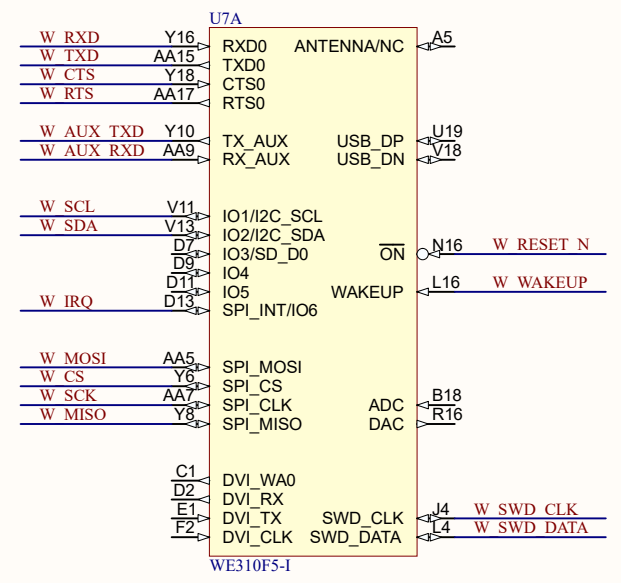 U7A
W_RXD Y16 RXD0 ANTENNA/NC A5
W_TXD AA15 TXD0
W_CTS Y18 CTS0
W_RTS AA17 RTS0
W_AUX_TXD Y10 TX_AUX USB_DP U19
W_AUX_RXD AA9 RX_AUX USB_DN V18
W_SCL V11 IO1/I2C_SCL
W_SDA V13 IO2/I2C_SDA
D7 IO3/SD_D0 ON N16 W_RESET_N
D9 IO4
D11 IO5 WAKEUP L16 W_WAKEUP
W_IRQ D13 SPI_INT/IO6
W_MOSI AA5 SPI_MOSI
W_CS Y6 SPI_CS
W_SCK AA7 SPI_CLK ADC B18
W_MISO Y8 SPI_MISO DAC R16
C1 DVI_WA0
D2 DVI_RX
E1 DVI_TX SWD_CLK J4 W_SWD_CLK
F2 DVI_CLK SWD_DATA L4 W_SWD_DATA
WE310F5-I